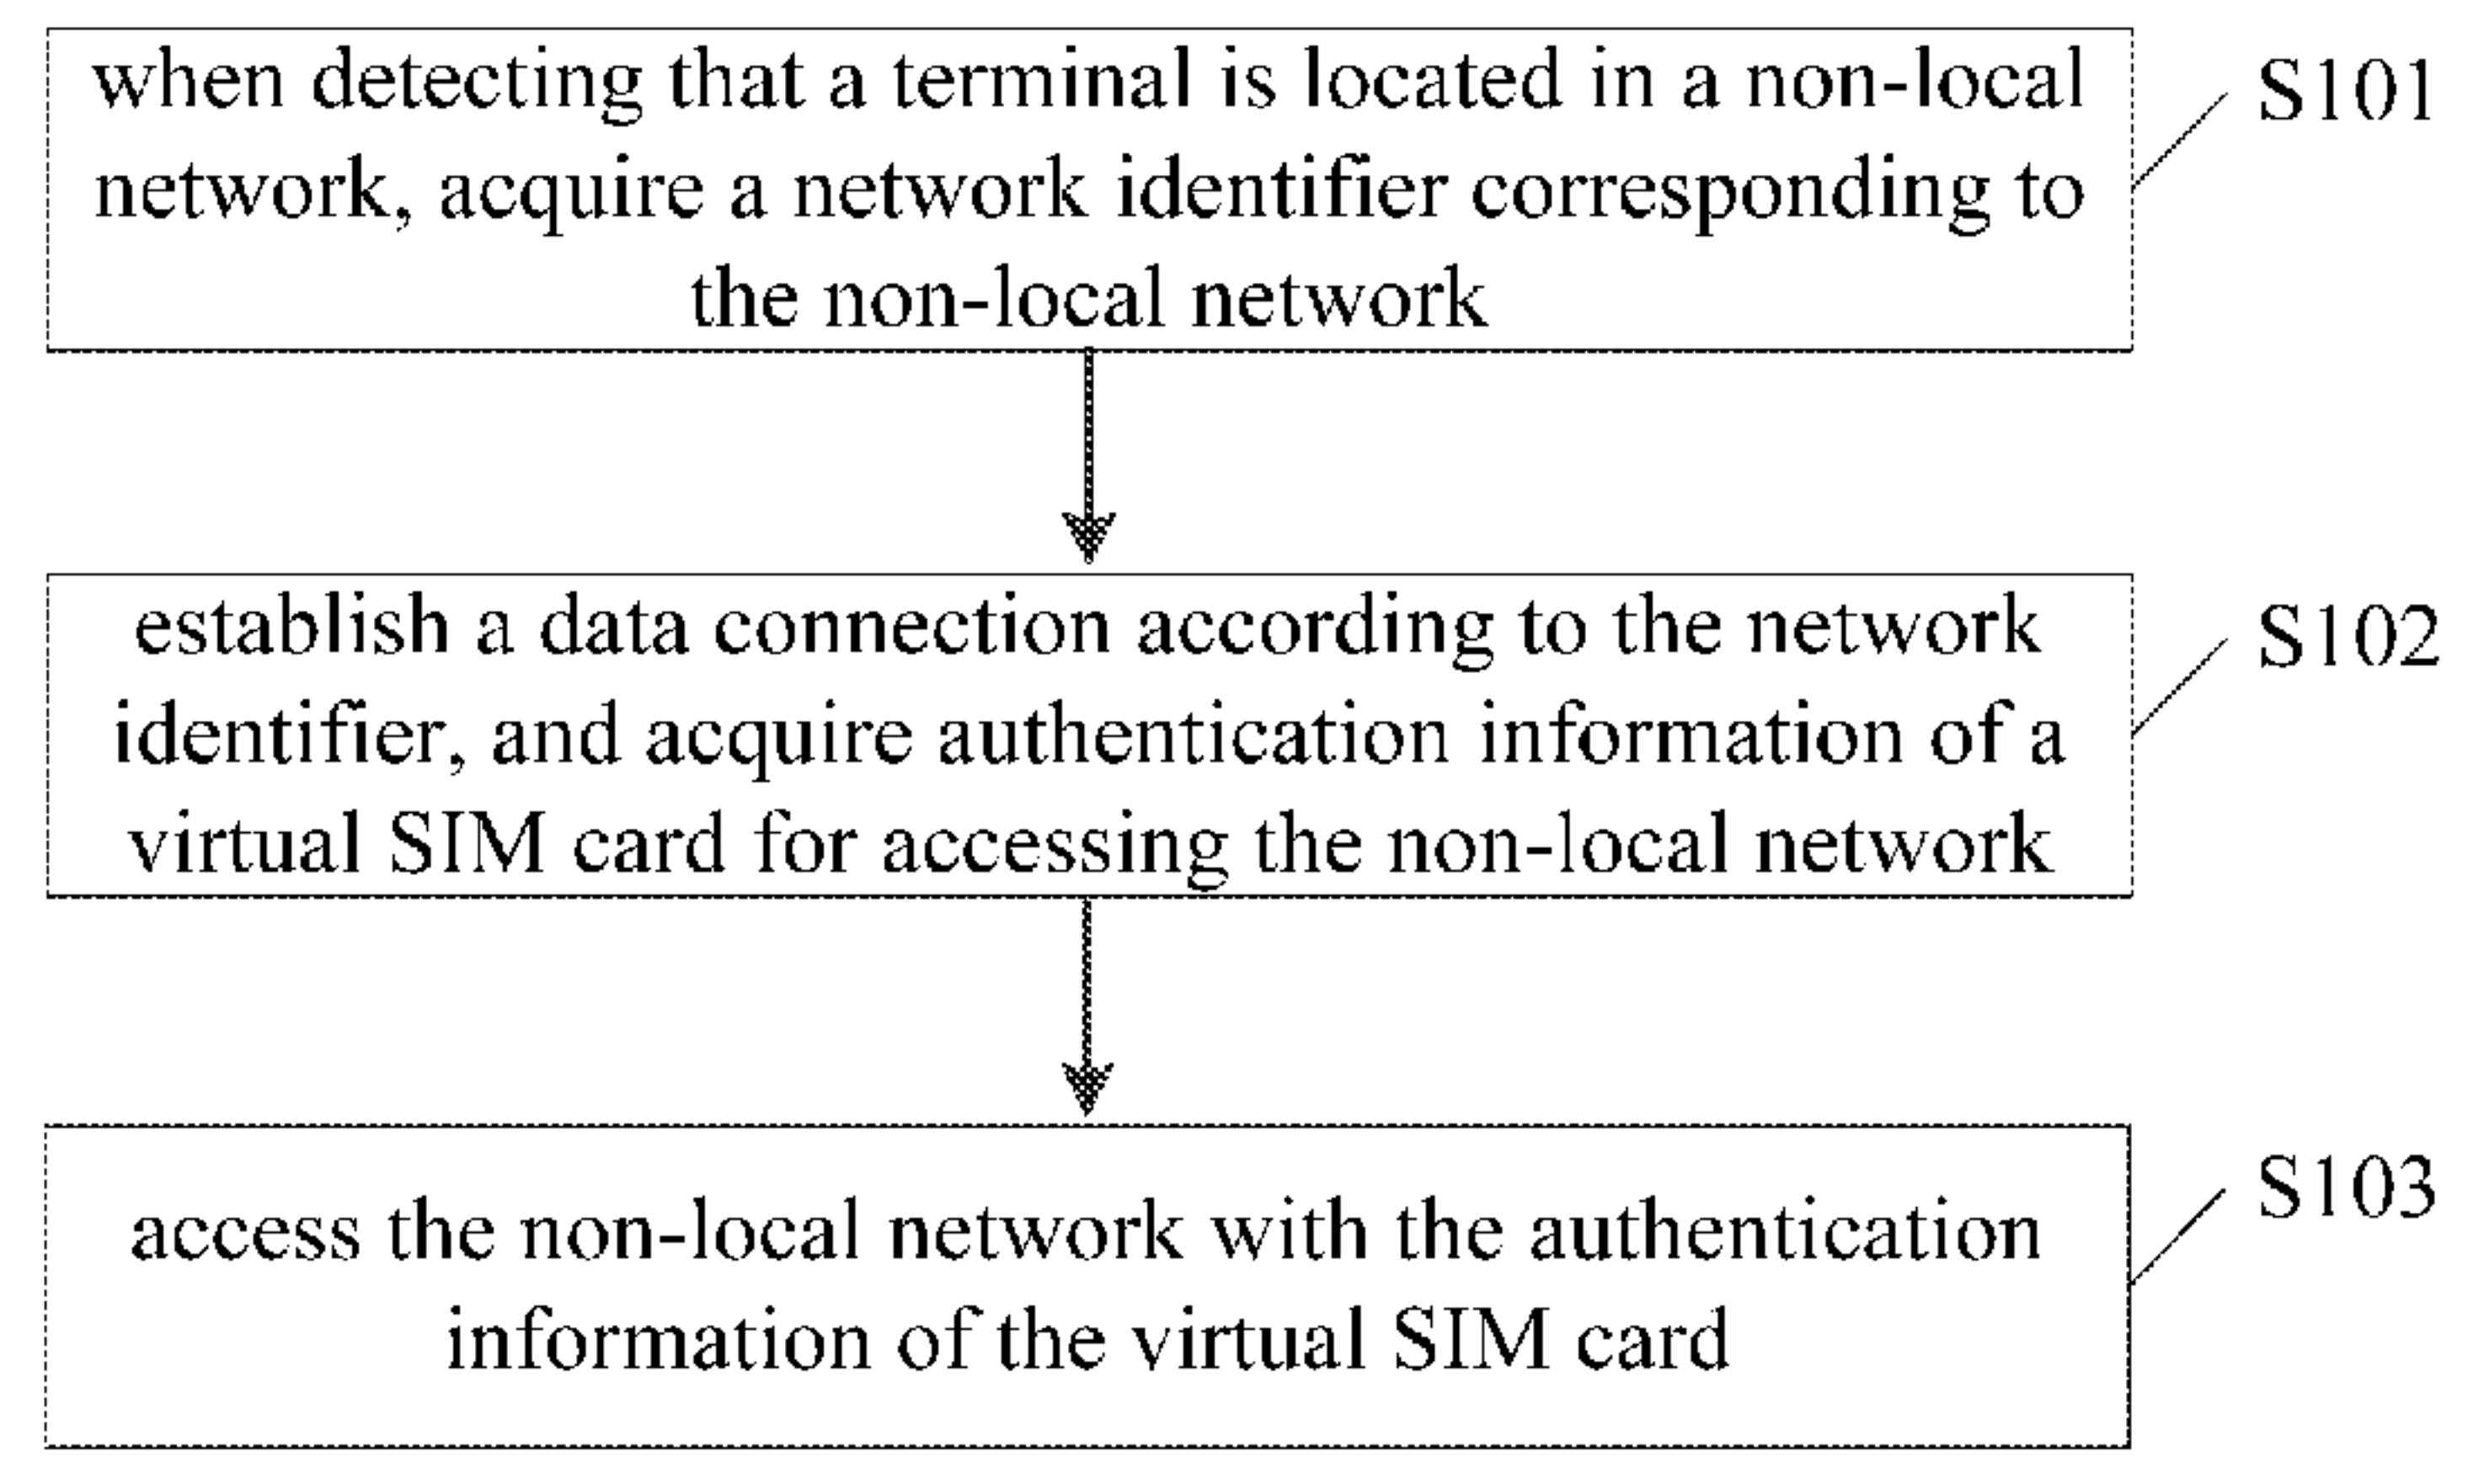 when detecting that a terminal is located in a non-local
network, acquire a network identifier corresponding to
the non-local network
S101
establish a data connection according to the network
identifier, and acquire authentication information of a
virtual SIM card for accessing the non-local network
S102
access the non-local network with the authentication
information of the virtual SIM card
S103